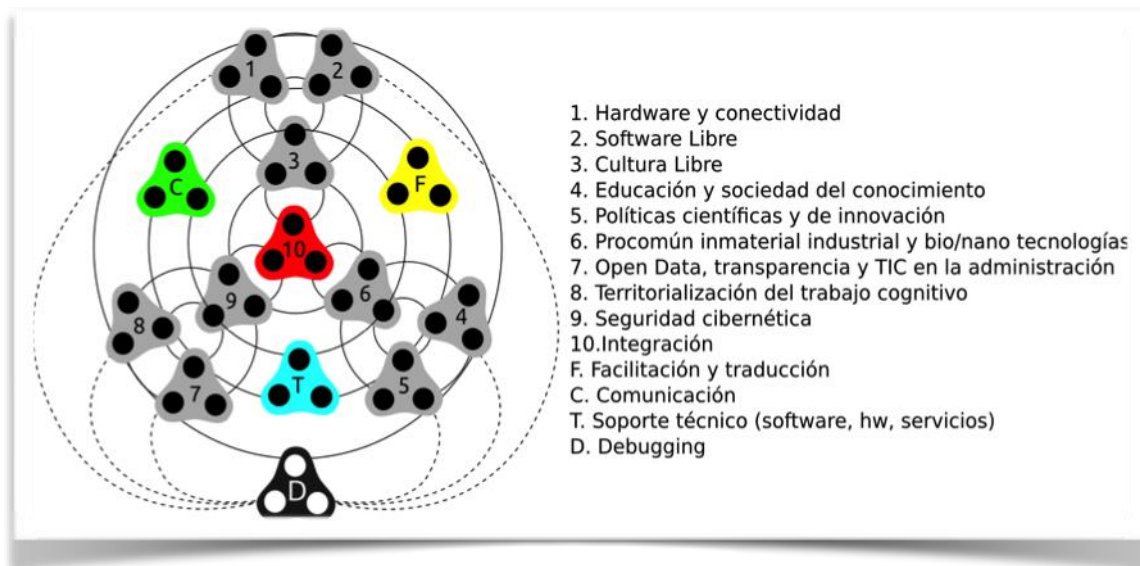 1
2
3
C
F
10
9
6
8
4
7
T
5
D
1. Hardware y conectividad
2. Software Libre
3. Cultura Libre
4. Educación y sociedad del conocimiento
5. Políticas científicas y de innovación
6. Procomún inmaterial industrial y bio/nano tecnologías
7. Open Data, transparencia y TIC en la administración
8. Territorialización del trabajo cognitivo
9. Seguridad cibernética
10.Integración
F. Facilitación y traducción
C. Comunicación
T. Soporte técnico (software, hw, servicios)
D. Debugging